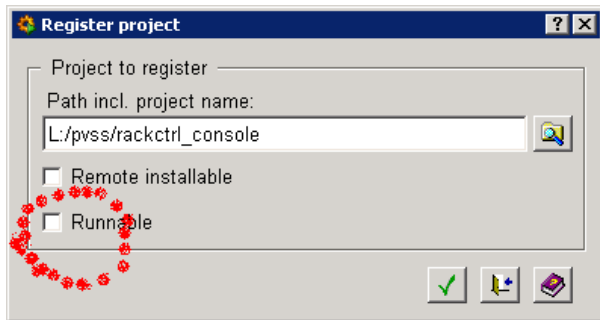 Register project
Project to register
Path incl. project name:
L:/pvss/rackctrl_console
Remote installable
Runnable